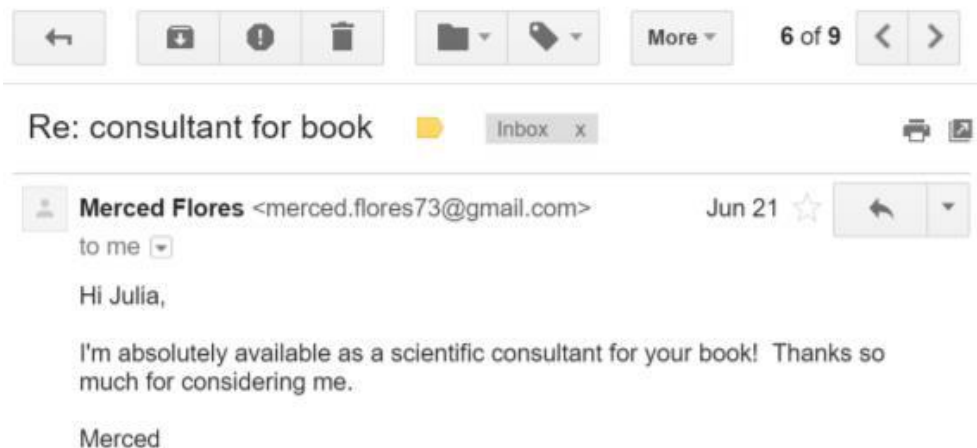 More 6 of 9
Re: consultant for book Inbox x
Merced Flores <merced.flores73@gmail.com> Jun 21
to me
Hi Julia,
I'm absolutely available as a scientific consultant for your book! Thanks so
much for considering me.
Merced